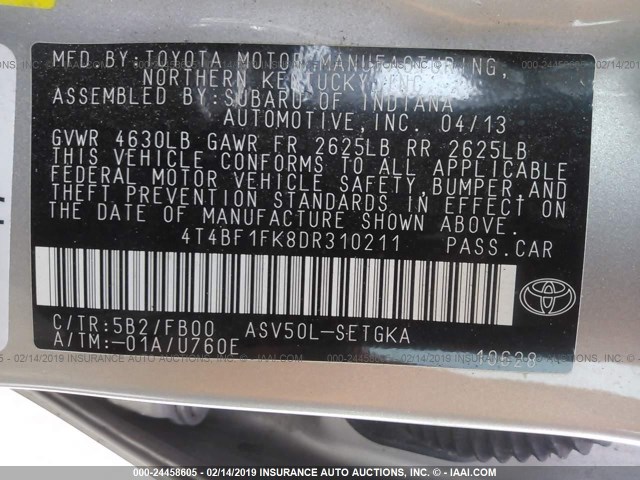 MFD.BY:TOYOTA MOTOR MANUFACTURING,
NORTHERN KENTUCKY, INC.
ASSEMBLED BY:SUBARU OF INDIANA
AUTOMOTIVE,INC. 04/13
GVWR 4630LB GAWR FR 2625LB RR 2625LB
THIS VEHICLE CONFORMS TO ALL APPLICABLE
FEDERAL MOTOR VEHICLE SAFETY,BUMPER,AND
THEFT PREVENTION STANDARDS IN EFFECT ON
THE DATE OF MANUFACTURE SHOWN ABOVE.
4T4BF1FK8DR310211 PASS.CAR
C/TR:5B2/FB00 ASV50L-SETGKA
A/TM:-01A/U760E
TOYOTA
000-24458605 - 02/14/2019 INSURANCE AUTO AUCTIONS, INC. (C) - IAAI.COM